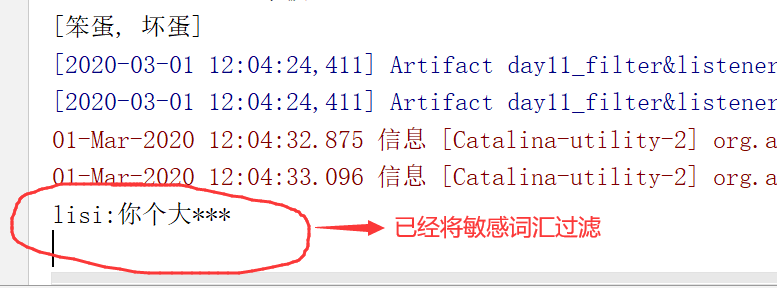 [笨蛋, 坏蛋]
[2020-03-01 12:04:24,411] Artifact day11_filter&listener
[2020-03-01 12:04:24,411] Artifact day11_filter&listener
01-Mar-2020 12:04:32.875 信息 [Catalina-utility-2] org.a
01-Mar-2020 12:04:33.096 信息 [Catalina-utility-2] org.a
lisi:你个大***
已经将敏感词汇过滤